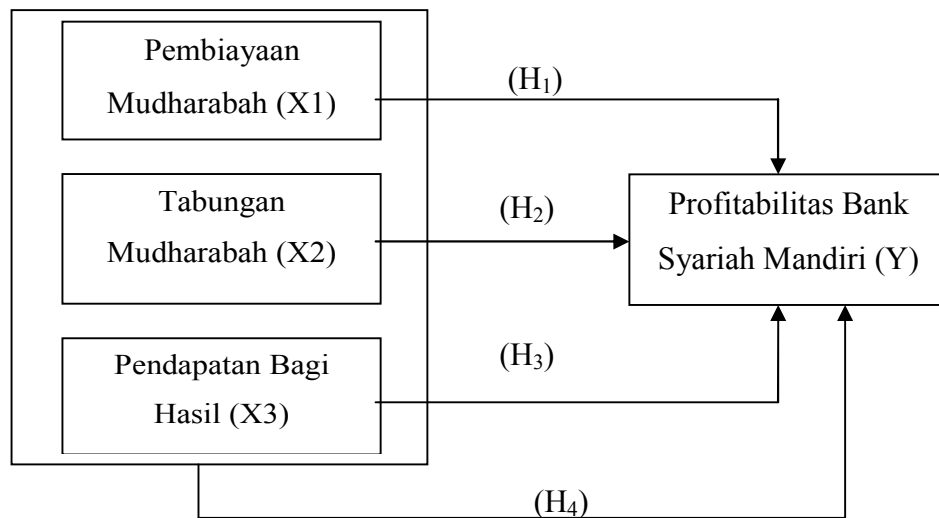 Pembiayaan
Mudharabah (X1)
(H₁)
Tabungan
Mudharabah (X2)
(H₂)
Profitabilitas Bank
Syariah Mandiri (Y)
Pendapatan Bagi
Hasil (X3)
(H₃)
(H₄)